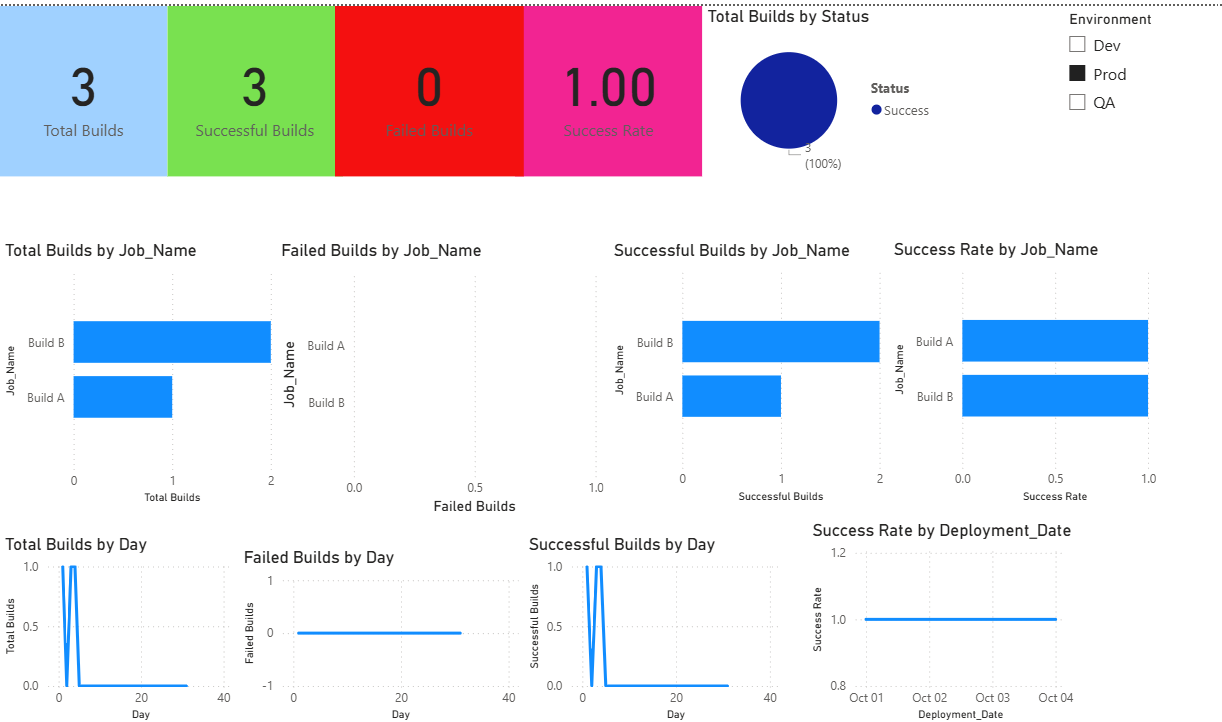 3
Total Builds
3
Successful Builds
0
Failed Builds
1.00
Success Rate
Total Builds by Status
3
(100%)
Status
Success
Environment
Dev
Prod
QA
Total Builds by Job_Name
Job_Name
Build B
Build A
0 1 2
Total Builds
Failed Builds by Job_Name
Job_Name
Build A
Build B
0.0 0.5 1.0
Failed Builds
Successful Builds by Job_Name
Job_Name
Build B
Build A
0 1 2
Successful Builds
Success Rate by Job_Name
Job_Name
Build A
Build B
0.0 0.5 1.0
Success Rate
Total Builds by Day
Total Builds
1.0
0.5
0.0
0 20 40
Day
Failed Builds by Day
Failed Builds
1
0
-1
0 20 40
Day
Successful Builds by Day
Successful Builds
1.0
0.5
0.0
0 20 40
Day
Success Rate by Deployment_Date
Success Rate
1.2
1.0
0.8
Oct 01 Oct 02 Oct 03 Oct 04
Deployment_Date